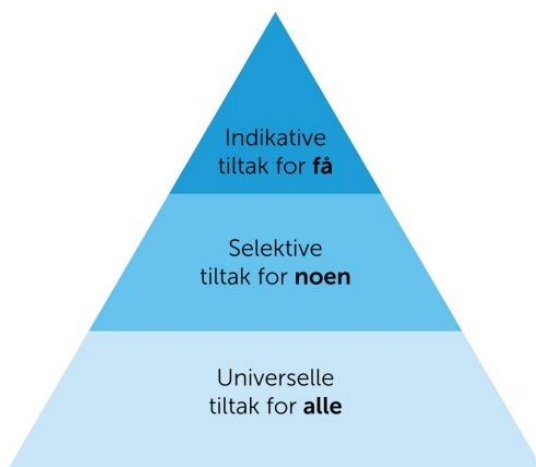 Indikative
tiltak for få
Selektive
tiltak for noen
Universelle
tiltak for alle